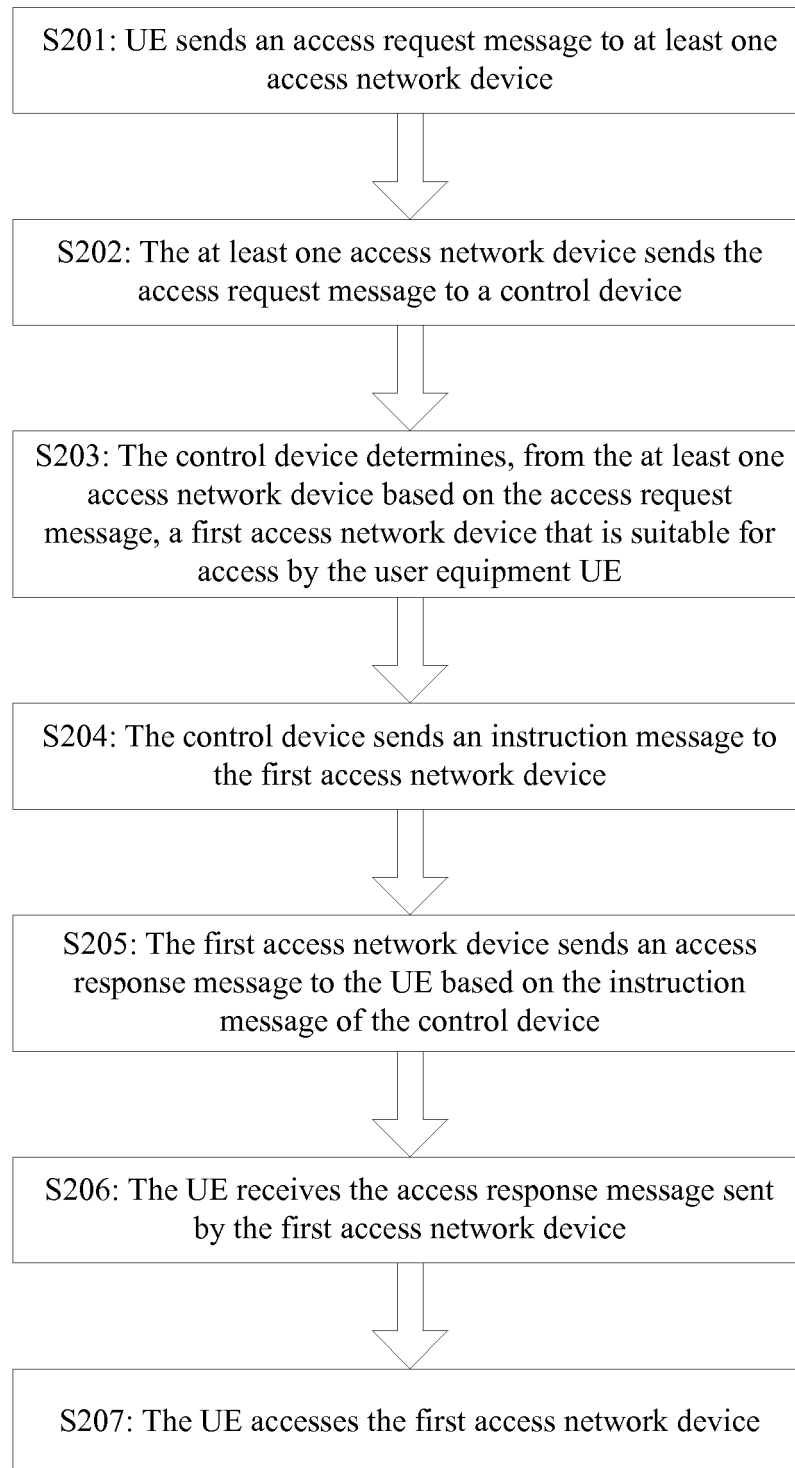 S201: UE sends an access request message to at least one
access network device
S202: The at least one access network device sends the
access request message to a control device
S203: The control device determines, from the at least one
access network device based on the access request
message, a first access network device that is suitable for
access by the user equipment UE
S204: The control device sends an instruction message to
the first access network device
S205: The first access network device sends an access
response message to the UE based on the instruction
message of the control device
S206: The UE receives the access response message sent
by the first access network device
S207: The UE accesses the first access network device